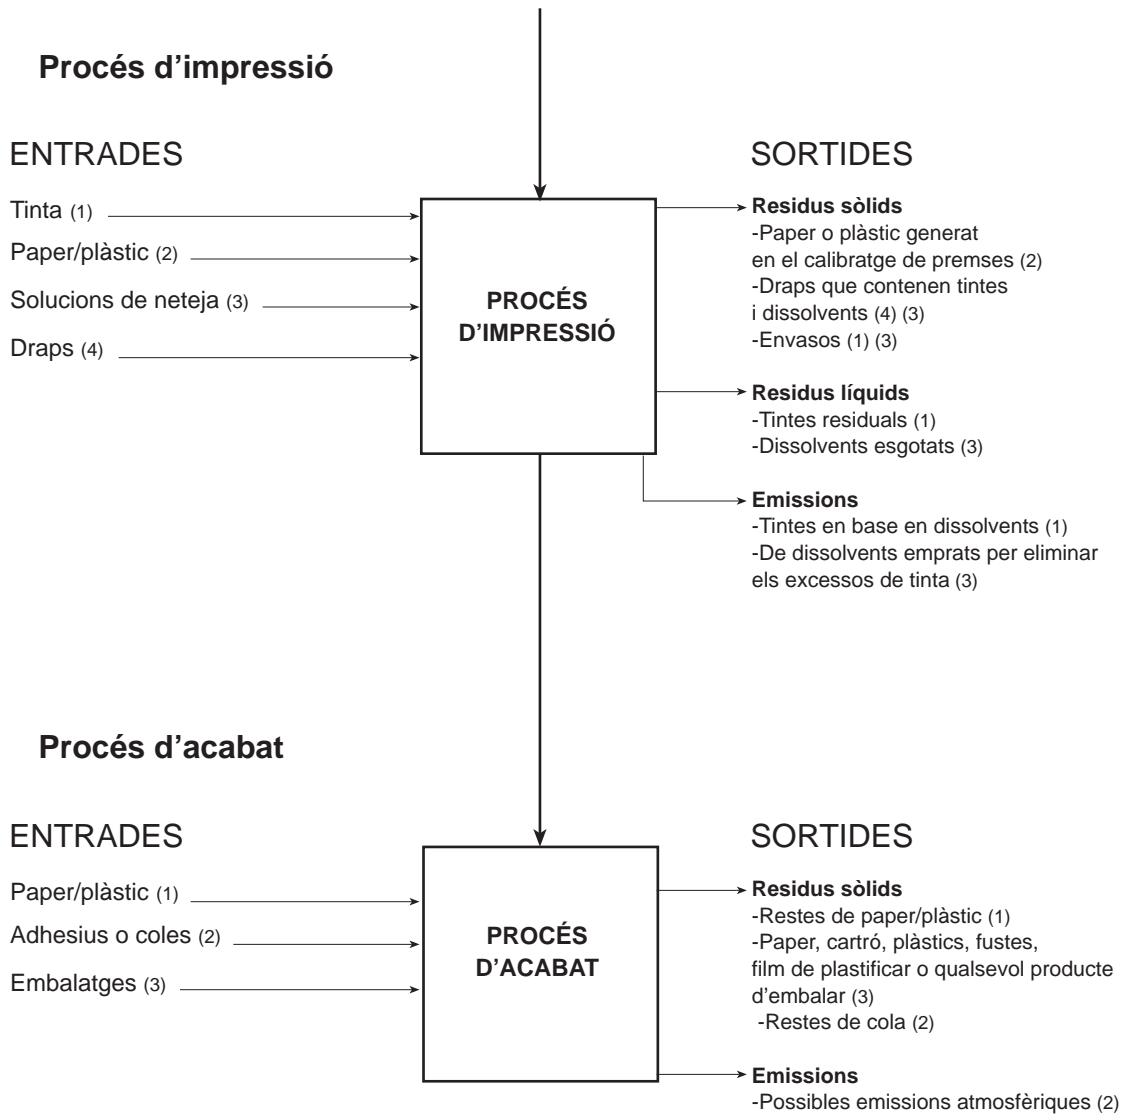 Procés d’impressió
ENTRADES
Tinta (1)
Paper/plàstic (2)
Solucions de neteja (3)
Draps (4)
PROCÉS
D’IMPRESSIÓ
SORTIDES
Residus sòlids
-Paper o plàstic generat
en el calibratge de premses (2)
-Draps que contenen tintes
i dissolvents (4) (3)
-Envasos (1) (3)
Residus líquids
-Tintes residuals (1)
-Dissolvents esgotats (3)
Emissions
-Tintes en base en dissolvents (1)
-De dissolvents emprats per eliminar
els excessos de tinta (3)
Procés d’acabat
ENTRADES
Paper/plàstic (1)
Adhesius o coles (2)
Embalatges (3)
PROCÉS
D’ACABAT
SORTIDES
Residus sòlids
-Restes de paper/plàstic (1)
-Paper, cartró, plàstics, fustes,
film de plastificar o qualsevol producte
d’embalar (3)
-Restes de cola (2)
Emissions
-Possibles emissions atmosfèriques (2)